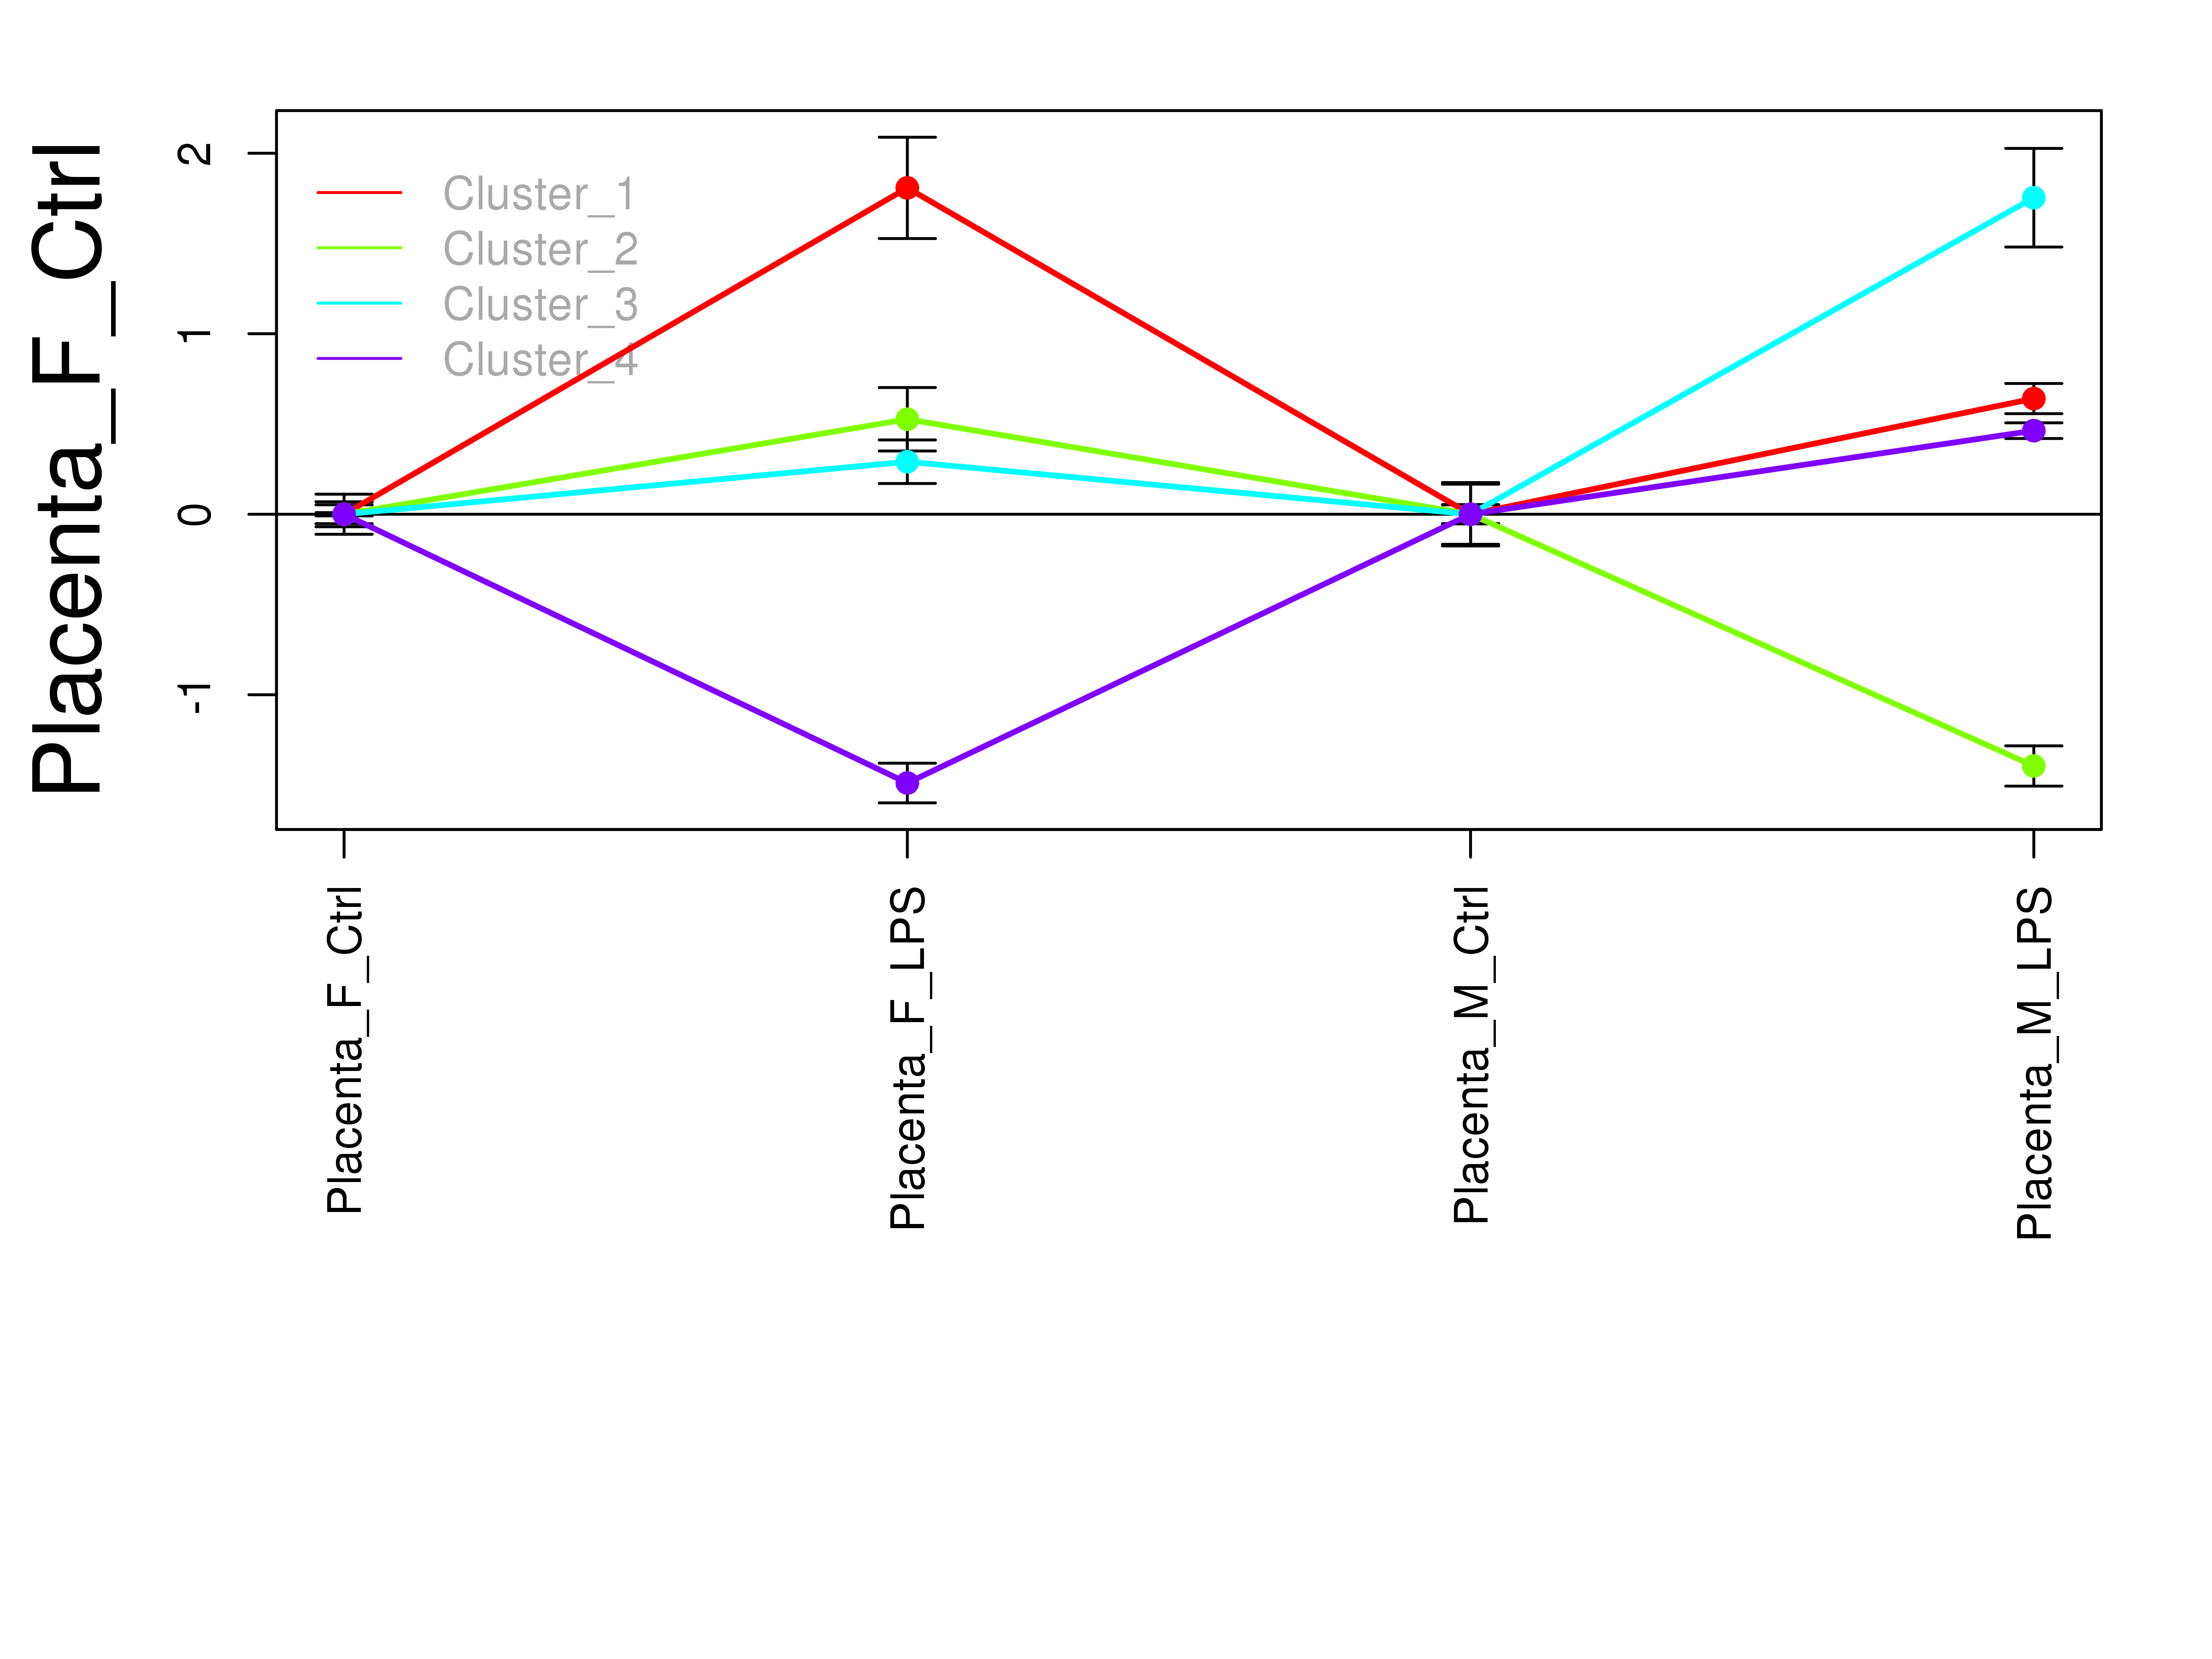 Placenta_F_Ctrl
2
1
0
-1
Cluster_1
Cluster_2
Cluster_3
Cluster_4
Placenta_F_Ctrl
Placenta_F_LPS
Placenta_M_Ctrl
Placenta_M_LPS